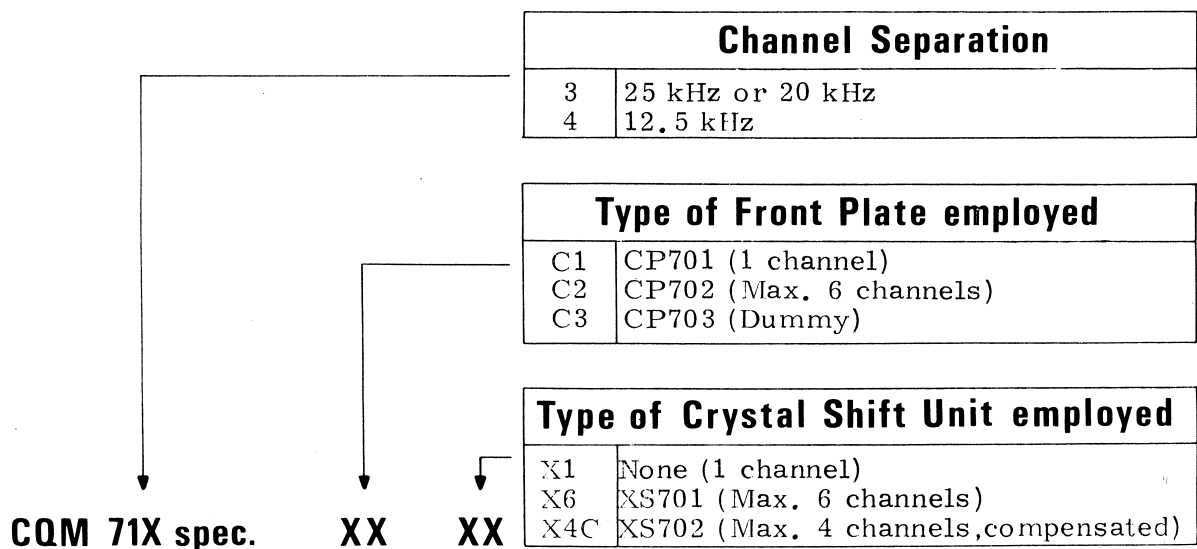 Channel Separation
3 25 kHz or 20 kHz
4 12.5 kHz
Type of Front Plate employed
C1 CP701 (1 channel)
C2 CP702 (Max. 6 channels)
C3 CP703 (Dummy)
Type of Crystal Shift Unit employed
X1 None (1 channel)
X6 XS701 (Max. 6 channels)
X4C XS702 (Max. 4 channels,compensated)
CQM 71X spec. XX XX